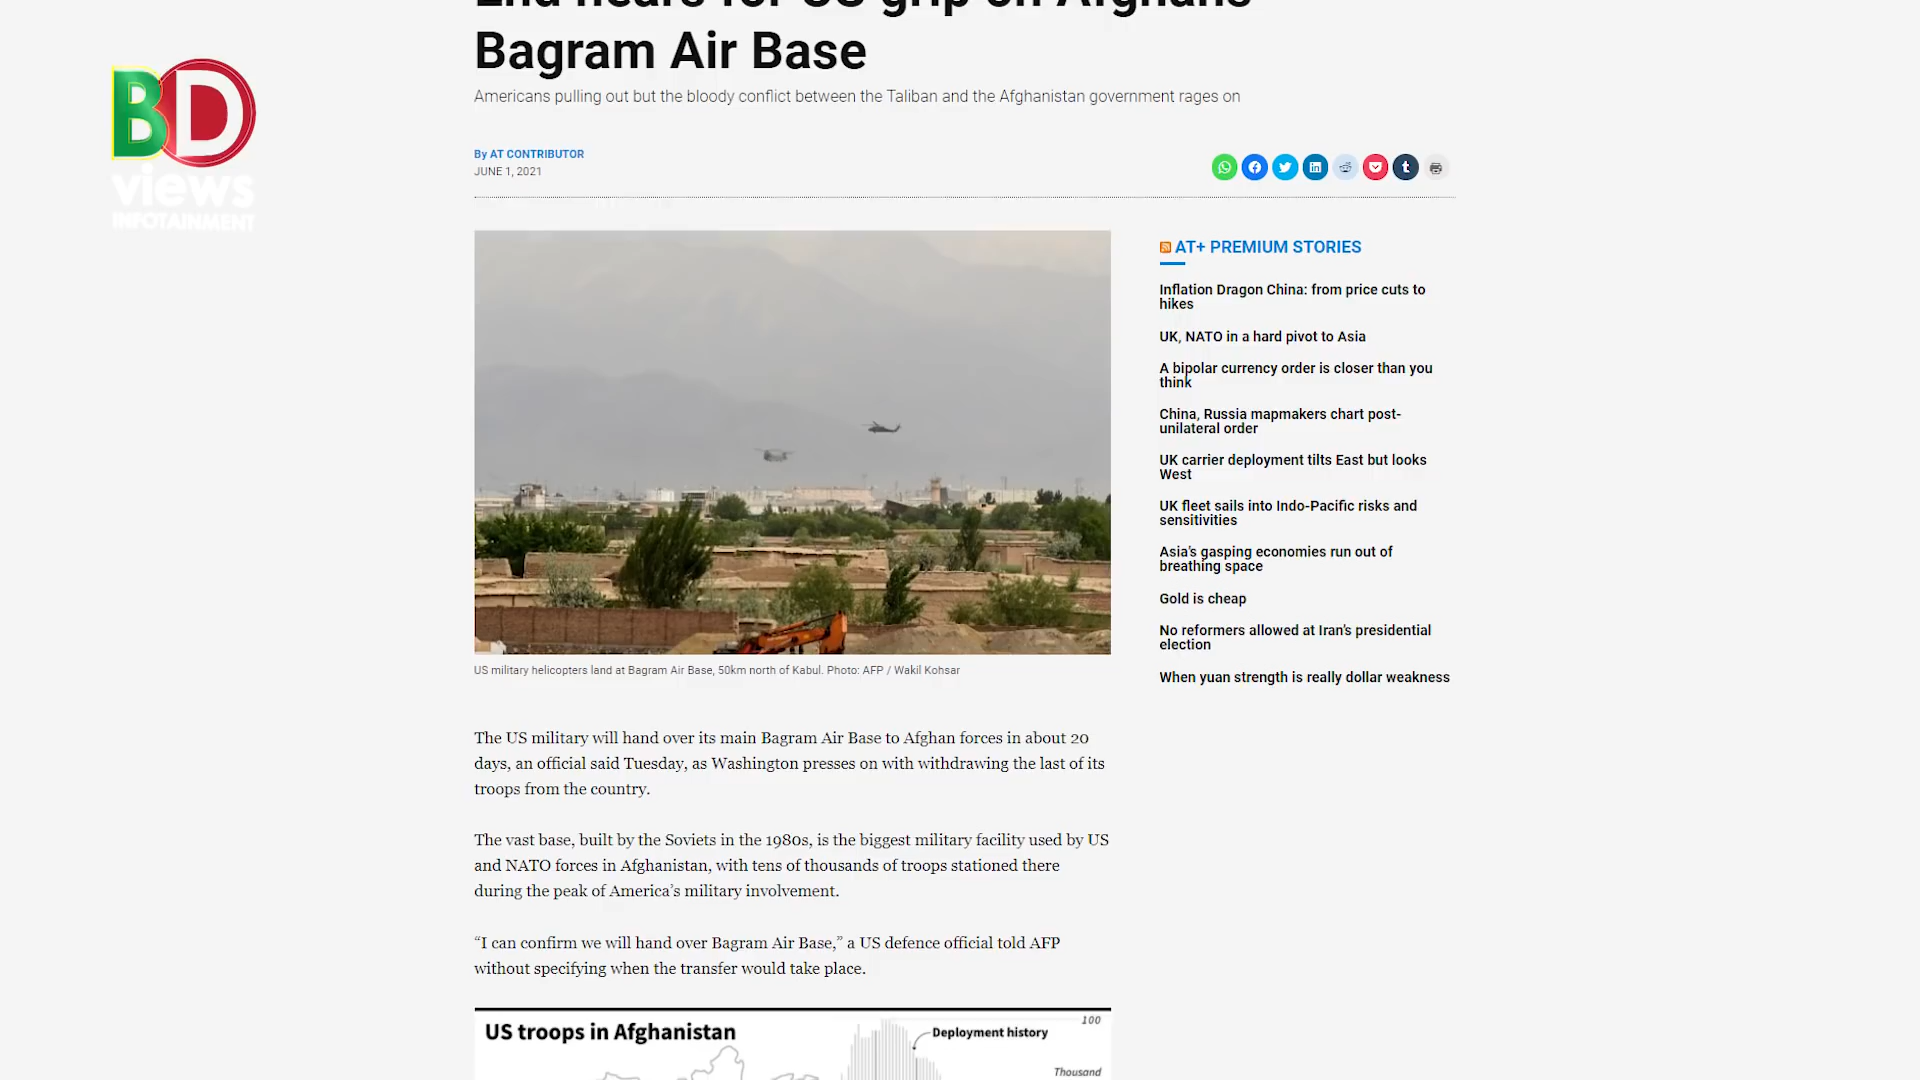 End nears for US grip on Afghans
Bagram Air Base
Americans pulling out but the bloody conflict between the Taliban and the Afghanistan government rages on
By AT CONTRIBUTOR
JUNE 1, 2021
BD
views
INFOTAINMENT
AT+ PREMIUM STORIES
Inflation Dragon China: from price cuts to
hikes
UK, NATO in a hard pivot to Asia
A bipolar currency order is closer than you
think
China, Russia mapmakers chart post-
unilateral order
UK carrier deployment tilts East but looks
West
UK fleet sails into Indo-Pacific risks and
sensitivities
Asia's gasping economies run out of
breathing space
Gold is cheap
No reformers allowed at Iran's presidential
election
When yuan strength is really dollar weakness
US military helicopters land at Bagram Air Base, 50km north of Kabul. Photo: AFP / Wakil Kohsar
The US military will hand over its main Bagram Air Base to Afghan forces in about 20
days, an official said Tuesday, as Washington presses on with withdrawing the last of its
troops from the country.
The vast base, built by the Soviets in the 1980s, is the biggest military facility used by US
and NATO forces in Afghanistan, with tens of thousands of troops stationed there
during the peak of America's military involvement.
“I can confirm we will hand over Bagram Air Base,” a US defence official told AFP
without specifying when the transfer would take place.
US troops in Afghanistan
Deployment history
100
Thousand